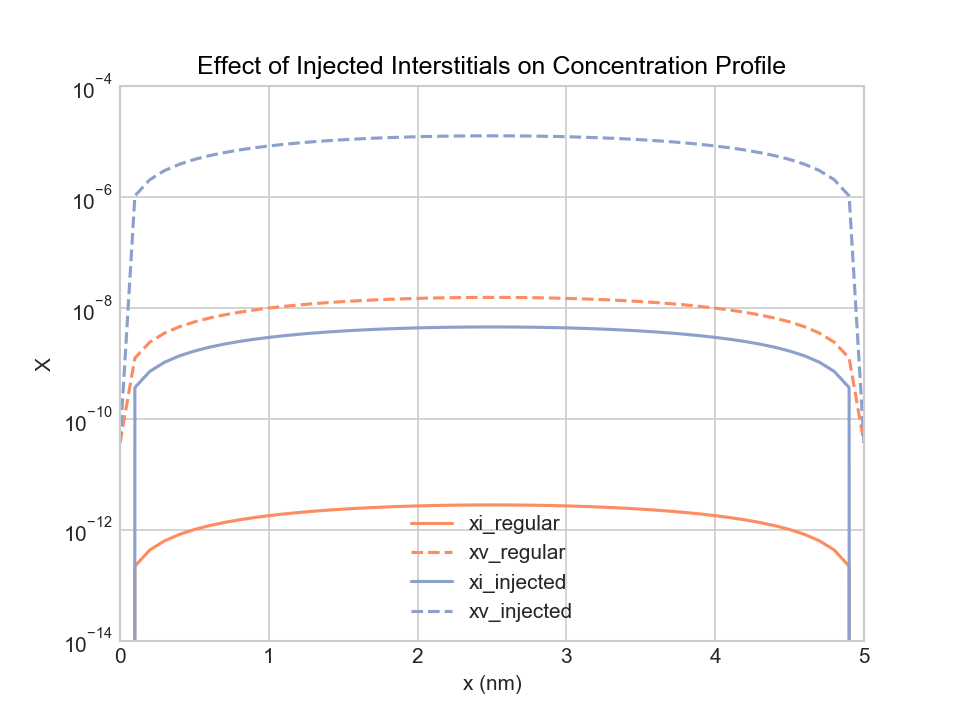 Effect of Injected Interstitials on Concentration Profile
10⁻⁴
10⁻⁶
10⁻⁸
10⁻¹⁰
10⁻¹²
10⁻¹⁴
X
xi_regular
xv_regular
xi_injected
xv_injected
0 1 2 3 4 5
x (nm)